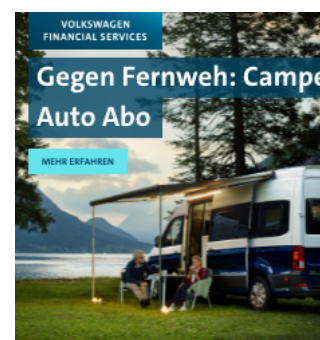 VOLKSWAGEN
FINANCIAL SERVICES
Gegen Fernweh: Campe
Auto Abo
MEHR ERFAHREN